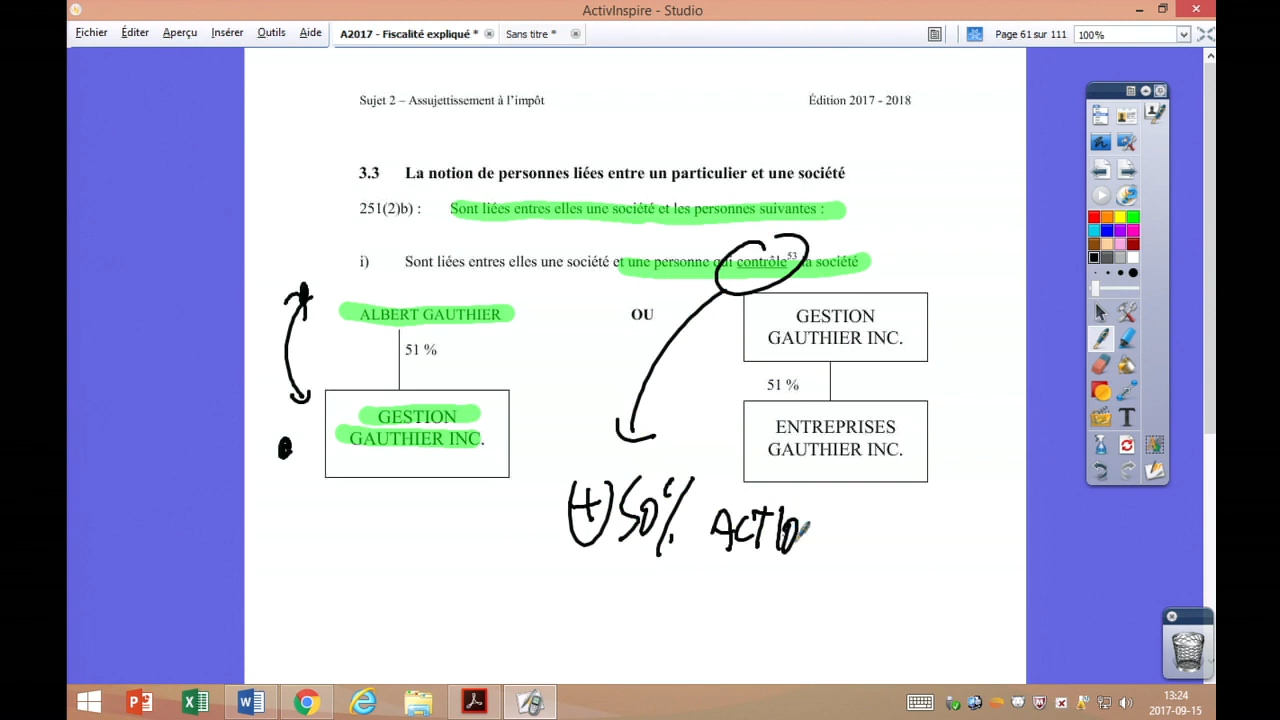 ActivInspire - Studio
Fichier Éditer Aperçu Insérer Outils Aide
A2017 - Fiscalité expliqué * Sans titre *
Page 61 sur 111 100%
Sujet 2 – Assujettissement à l'impôt Édition 2017 - 2018
3.3 La notion de personnes liées entre un particulier et une société
251(2)b) : Sont liées entres elles une société et les personnes suivantes :
i) Sont liées entres elles une société et une personne qui contrôle53 la société
ALBERT GAUTHIER
51 %
GESTION
GAUTHIER INC.
OU
GESTION
GAUTHIER INC.
51 %
ENTREPRISES
GAUTHIER INC.
(+) 50% ACTIO
13:24
2017-09-15